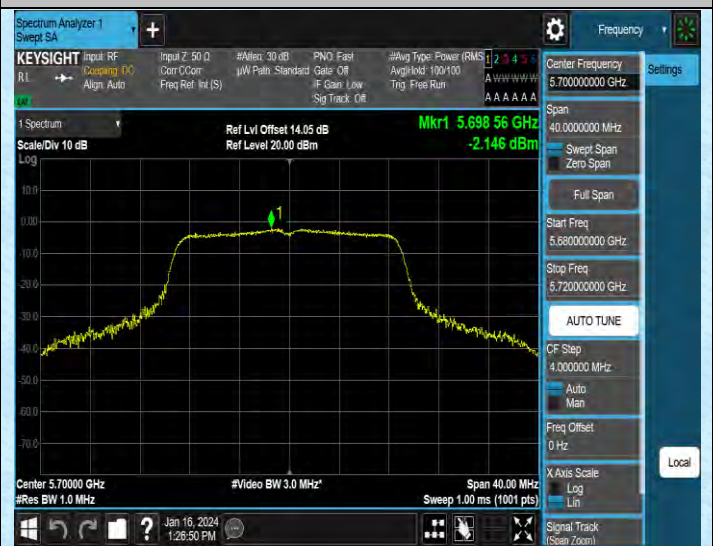 Spectrum Analyzer 1
Swept SA
+
Frequency
KEYSIGHT
Input: RF
Coupling: DC
Align: Auto
RL
Input Z: 50 Ω
Corr CCorr
Freq Ref: Int (S)
#Atten: 30 dB
µW Path: Standard
PNO: Fast
Gate: Off
IF Gain: Low
Sig Track: Off
#Avg Type: Power (RMS)
Avg|Hold: 100/100
Trig: Free Run
1 2 3 4 5 6
A W W W W W
A A A A A A
1 Spectrum
Scale/Div 10 dB
Log
Ref Lvl Offset 14.05 dB
Ref Level 20.00 dBm
Mkr1 5.698 56 GHz
-2.146 dBm
10.0
0.00
-10.0
-20.0
-30.0
-40.0
-50.0
-60.0
-70.0
1
Center 5.70000 GHz
#Res BW 1.0 MHz
#Video BW 3.0 MHz*
Span 40.00 MHz
Sweep 1.00 ms (1001 pts)
Jan 16, 2024
1:26:50 PM
?
Center Frequency
5.700000000 GHz
Settings
Span
40.0000000 MHz
Swept Span
Zero Span
Full Span
Start Freq
5.680000000 GHz
Stop Freq
5.720000000 GHz
AUTO TUNE
CF Step
4.000000 MHz
Auto
Man
Freq Offset
0 Hz
X Axis Scale
Log
Lin
Local
Signal Track
(Span Zoom)